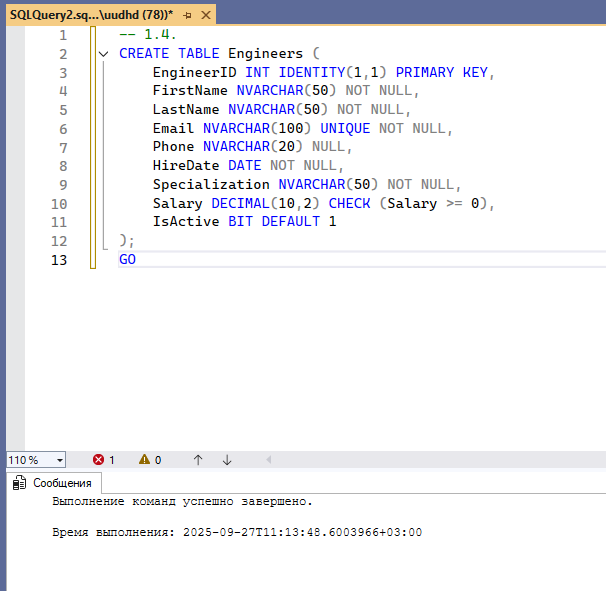 SQLQuery2.sq...\uudhd (78))*
1 -- 1.4.
2 CREATE TABLE Engineers (
3 EngineerID INT IDENTITY(1,1) PRIMARY KEY,
4 FirstName NVARCHAR(50) NOT NULL,
5 LastName NVARCHAR(50) NOT NULL,
6 Email NVARCHAR(100) UNIQUE NOT NULL,
7 Phone NVARCHAR(20) NULL,
8 HireDate DATE NOT NULL,
9 Specialization NVARCHAR(50) NOT NULL,
10 Salary DECIMAL(10,2) CHECK (Salary >= 0),
11 IsActive BIT DEFAULT 1
12 );
13 GO
110 % 1 0
Сообщения
Выполнение команд успешно завершено.
Время выполнения: 2025-09-27T11:13:48.6003966+03:00